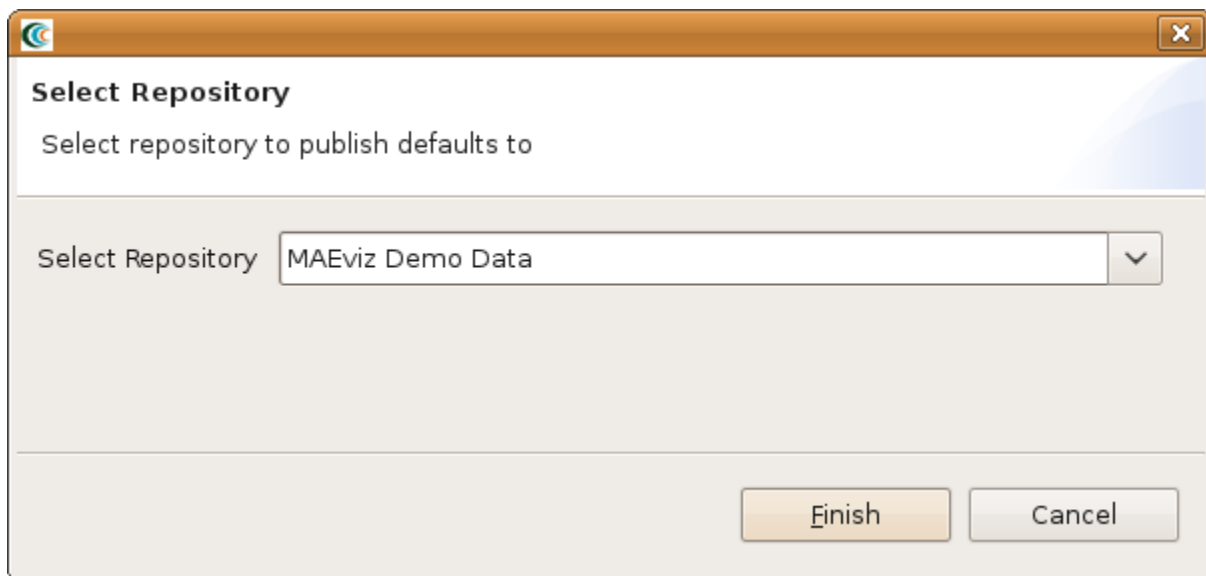 Select Repository
Select repository to publish defaults to
Select Repository MAEviz Demo Data
Finish Cancel